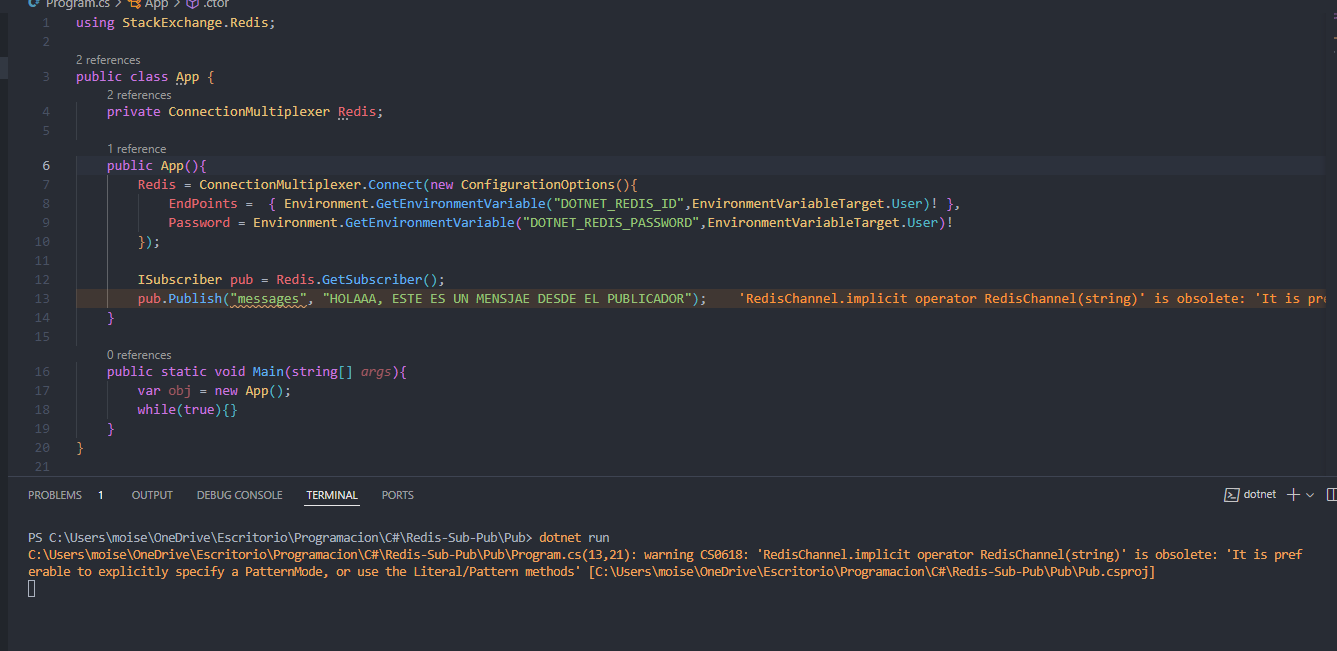 Program.cs > App > .ctor
1 using StackExchange.Redis;
2
2 references
3 public class App {
2 references
4 private ConnectionMultiplexer Redis;
5
1 reference
6 public App(){
7 Redis = ConnectionMultiplexer.Connect(new ConfigurationOptions(){
8 EndPoints = { Environment.GetEnvironmentVariable("DOTNET_REDIS_ID",EnvironmentVariableTarget.User)! },
9 Password = Environment.GetEnvironmentVariable("DOTNET_REDIS_PASSWORD",EnvironmentVariableTarget.User)!
10 });
11
12 ISubscriber pub = Redis.GetSubscriber();
13 pub.Publish("messages", "HOLAAA, ESTE ES UN MENSJAE DESDE EL PUBLICADOR"); 'RedisChannel.implicit operator RedisChannel(string)' is obsolete: 'It is pre
14 }
15
0 references
16 public static void Main(string[] args){
17 var obj = new App();
18 while(true){}
19 }
20 }
21
PROBLEMS 1 OUTPUT DEBUG CONSOLE TERMINAL PORTS dotnet
PS C:\Users\moise\OneDrive\Escritorio\Programacion\C#\Redis-Sub-Pub\Pub> dotnet run
C:\Users\moise\OneDrive\Escritorio\Programacion\C#\Redis-Sub-Pub\Pub\Program.cs(13,21): warning CS0618: 'RedisChannel.implicit operator RedisChannel(string)' is obsolete: 'It is pref
erable to explicitly specify a PatternMode, or use the Literal/Pattern methods' [C:\Users\moise\OneDrive\Escritorio\Programacion\C#\Redis-Sub-Pub\Pub\Pub.csproj]